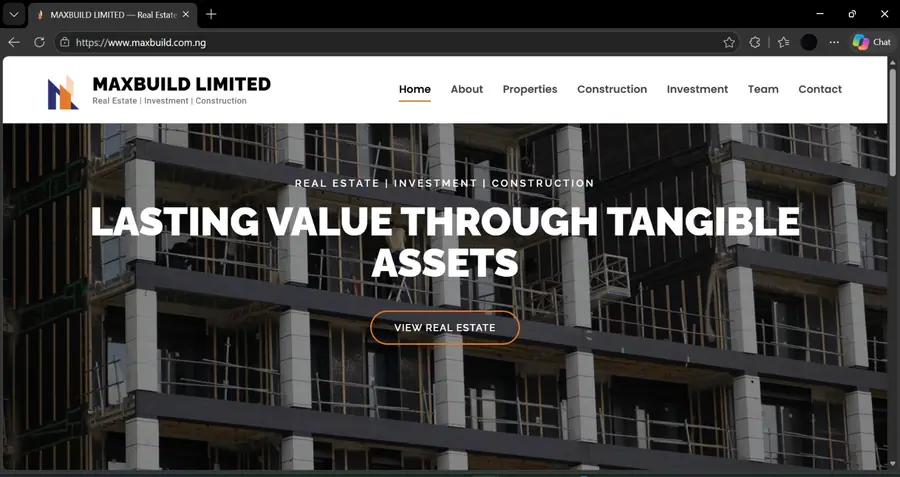 MAXBUILD LIMITED — Real Estate
https://www.maxbuild.com.ng
Chat
MAXBUILD LIMITED
Real Estate | Investment | Construction
Home About Properties Construction Investment Team Contact
REAL ESTATE | INVESTMENT | CONSTRUCTION
LASTING VALUE THROUGH TANGIBLE
ASSETS
VIEW REAL ESTATE